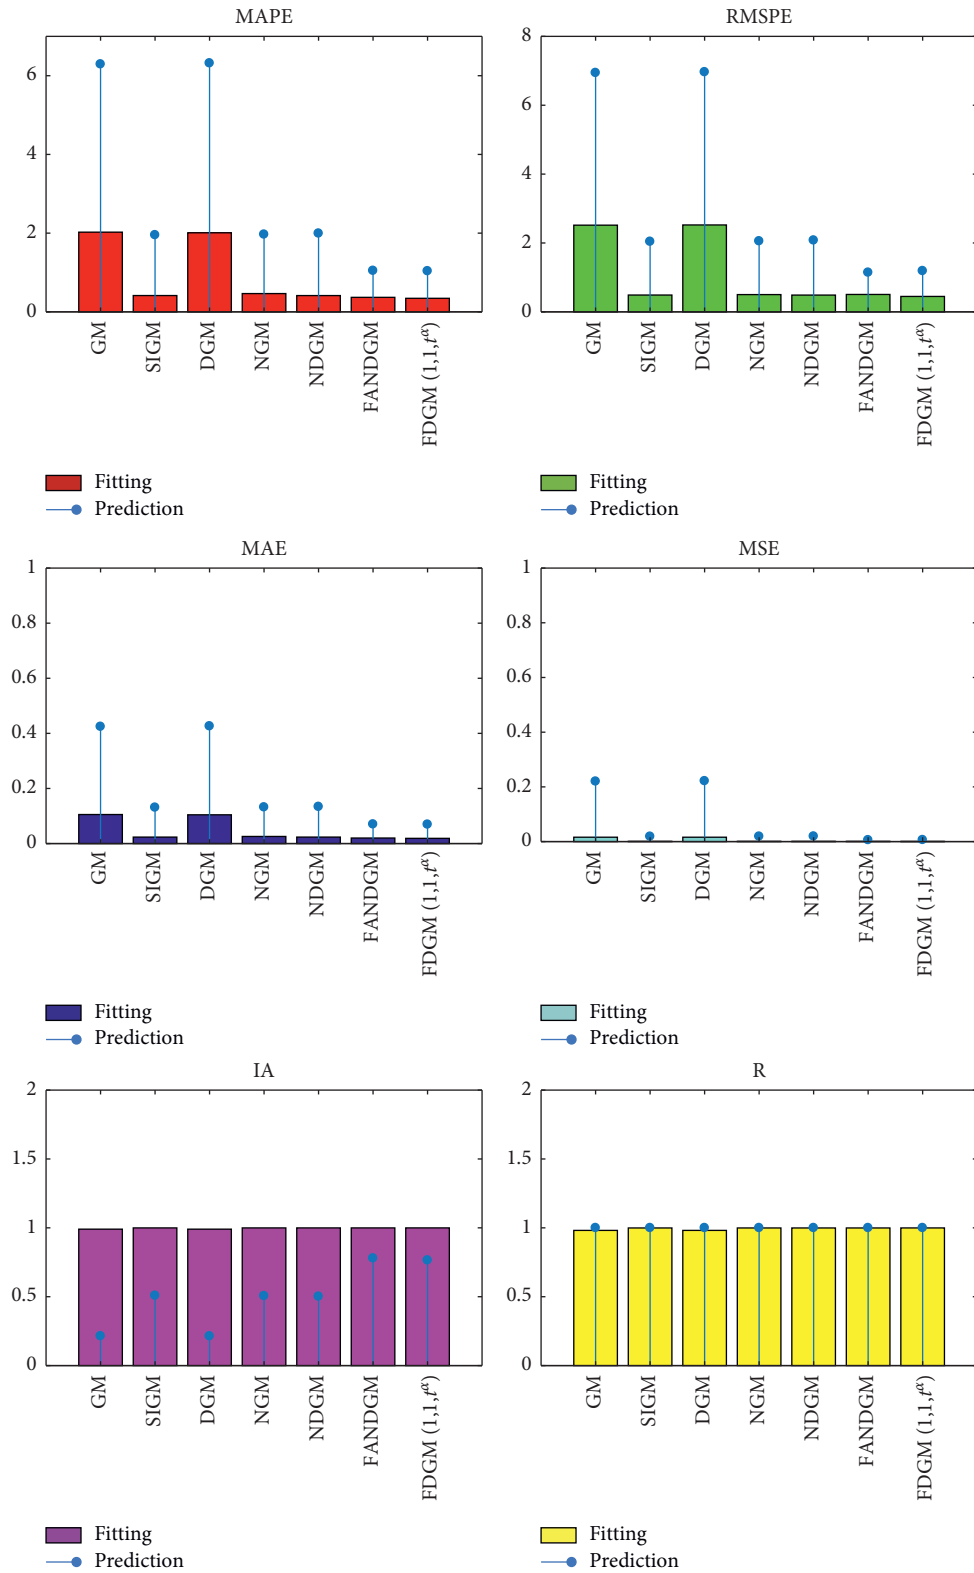 MAPE
6
4
2
0
GM
SIGM
DGM
NGM
NDGM
FANDGM
FDGM (1,1,t^α)
Fitting
Prediction
RMSPE
8
6
4
2
0
GM
SIGM
DGM
NGM
NDGM
FANDGM
FDGM (1,1,t^α)
Fitting
Prediction
MAE
1
0.8
0.6
0.4
0.2
0
GM
SIGM
DGM
NGM
NDGM
FANDGM
FDGM (1,1,t^α)
Fitting
Prediction
MSE
1
0.8
0.6
0.4
0.2
0
GM
SIGM
DGM
NGM
NDGM
FANDGM
FDGM (1,1,t^α)
Fitting
Prediction
IA
2
1.5
1
0.5
0
GM
SIGM
DGM
NGM
NDGM
FANDGM
FDGM (1,1,t^α)
Fitting
Prediction
R
2
1.5
1
0.5
0
GM
SIGM
DGM
NGM
NDGM
FANDGM
FDGM (1,1,t^α)
Fitting
Prediction